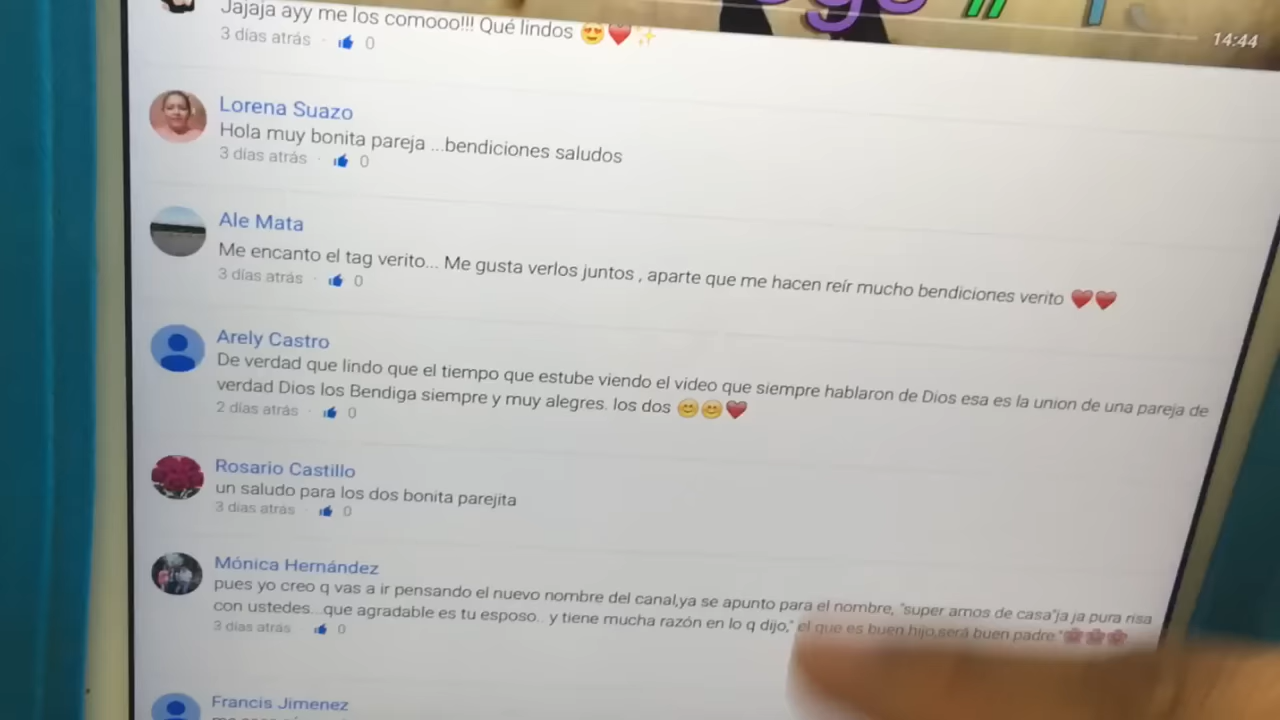 Jajaja ayy me los comooo!!! Qué lindos 😍❤️✨
3 días atrás · 0
14:44
Lorena Suazo
Hola muy bonita pareja ...bendiciones saludos
3 días atrás · 0
Ale Mata
Me encanto el tag verito... Me gusta verlos juntos , aparte que me hacen reír mucho bendiciones verito ❤️❤️
3 días atrás · 0
Arely Castro
De verdad que lindo que el tiempo que estube viendo el video que siempre hablaron de Dios esa es la union de una pareja de
verdad Dios los Bendiga siempre y muy alegres. los dos 😊😊❤️
2 días atrás · 0
Rosario Castillo
un saludo para los dos bonita parejita
3 días atrás · 0
Mónica Hernández
pues yo creo q vas a ir pensando el nuevo nombre del canal,ya se apunto para el nombre, "super amos de casa"ja ja pura risa
con ustedes...que agradable es tu esposo.. y tiene mucha razón en lo q dijo," el que es buen hijo,será buen padre."🌸🌸🌸
3 días atrás 0
Francis Jimenez